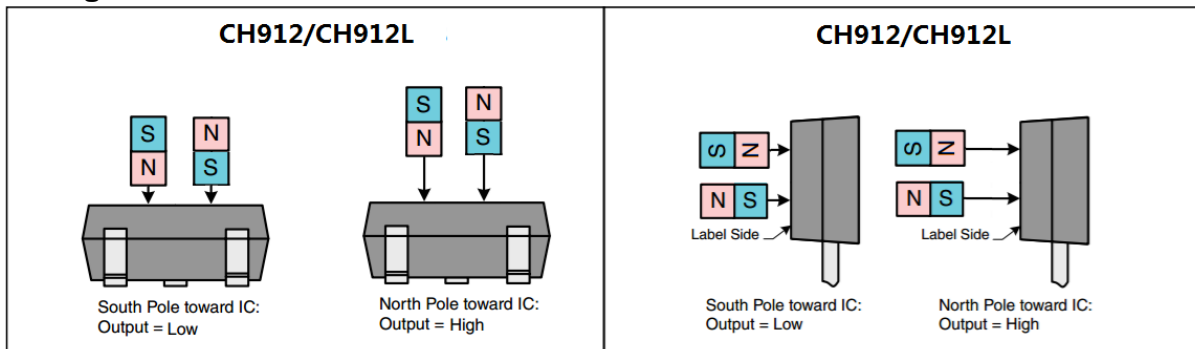 CH912/CH912L
S N
N S
S N
N S
South Pole toward IC:
Output = Low
North Pole toward IC:
Output = High
CH912/CH912L
S N
N S
Label Side
S N
N S
Label Side
South Pole toward IC:
Output = Low
North Pole toward IC:
Output = High